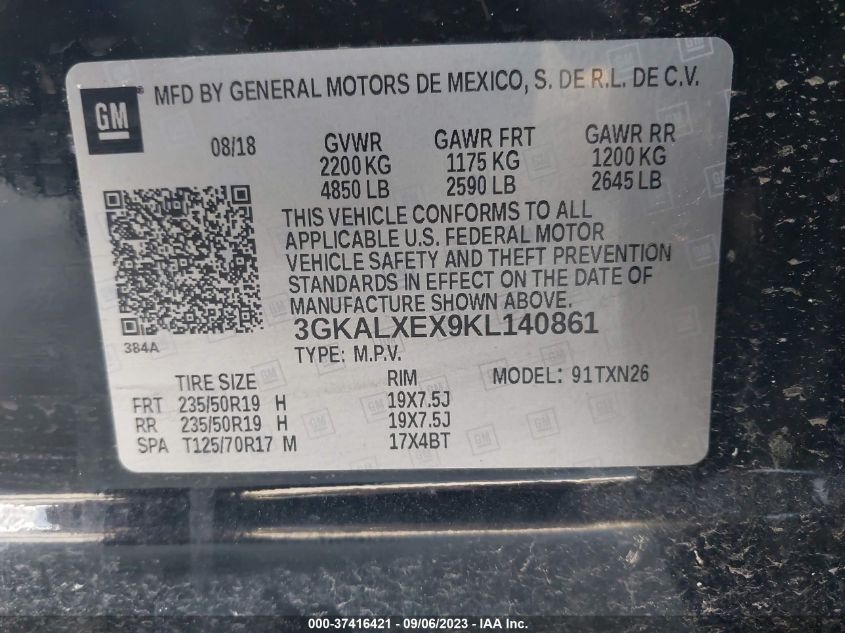 GM
®
MFD BY GENERAL MOTORS DE MEXICO, S. DE R.L. DE C.V.
08/18 GVWR GAWR FRT GAWR RR
2200 KG 1175 KG 1200 KG
4850 LB 2590 LB 2645 LB
THIS VEHICLE CONFORMS TO ALL
APPLICABLE U.S. FEDERAL MOTOR
VEHICLE SAFETY AND THEFT PREVENTION
STANDARDS IN EFFECT ON THE DATE OF
MANUFACTURE SHOWN ABOVE.
384A
3GKALXEX9KL140861
TYPE: M.P.V.
TIRE SIZE RIM MODEL: 91TXN26
FRT 235/50R19 H 19X7.5J
RR 235/50R19 H 19X7.5J
SPA T125/70R17 M 17X4BT
000-37416421 - 09/06/2023 - IAA Inc.